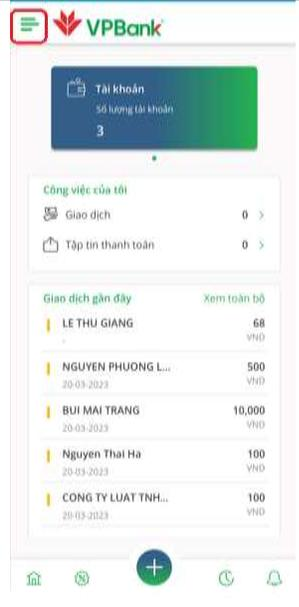 VPBank
Tài khoản
Số lượng tài khoản
3
Công việc của tôi
Giao dịch 0
Tập tin thanh toán 0
Giao dịch gần đây Xem toàn bộ
LE THU GIANG 68
- VND
NGUYEN PHUONG L... 500
20-03-2023 VND
BUI MAI TRANG 10,000
20-03-2023 VND
Nguyen Thai Ha 100
20-03-2023 VND
CONG TY LUAT TNH... 100
20-03-2023 VND